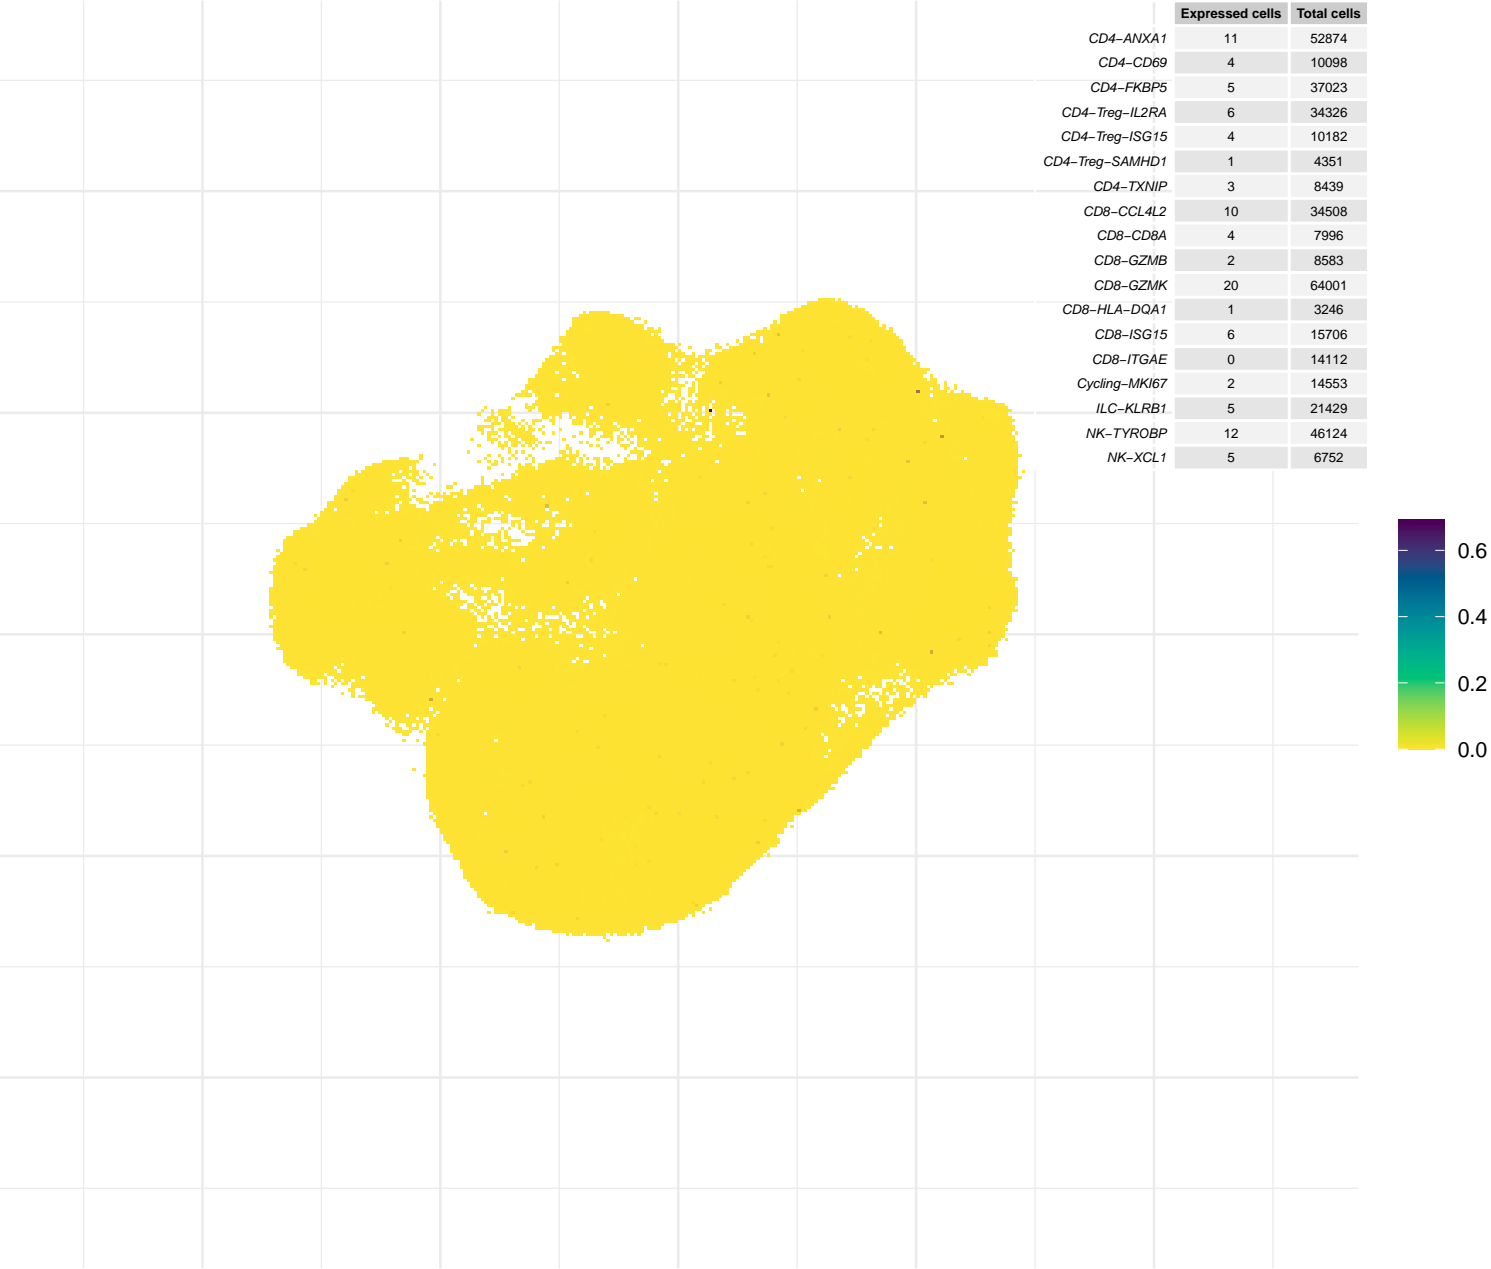 Expressed cells Total cells
CD4−ANXA1 11 52874
CD4−CD69 4 10098
CD4−FKBP5 5 37023
CD4−Treg−IL2RA 6 34326
CD4−Treg−ISG15 4 10182
CD4−Treg−SAMHD1 1 4351
CD4−TXNIP 3 8439
CD8−CCL4L2 10 34508
CD8−CD8A 4 7996
CD8−GZMB 2 8583
CD8−GZMK 20 64001
CD8−HLA−DQA1 1 3246
CD8−ISG15 6 15706
CD8−ITGAE 0 14112
Cycling−MKI67 2 14553
ILC−KLRB1 5 21429
NK−TYROBP 12 46124
NK−XCL1 5 6752
0.6
0.4
0.2
0.0